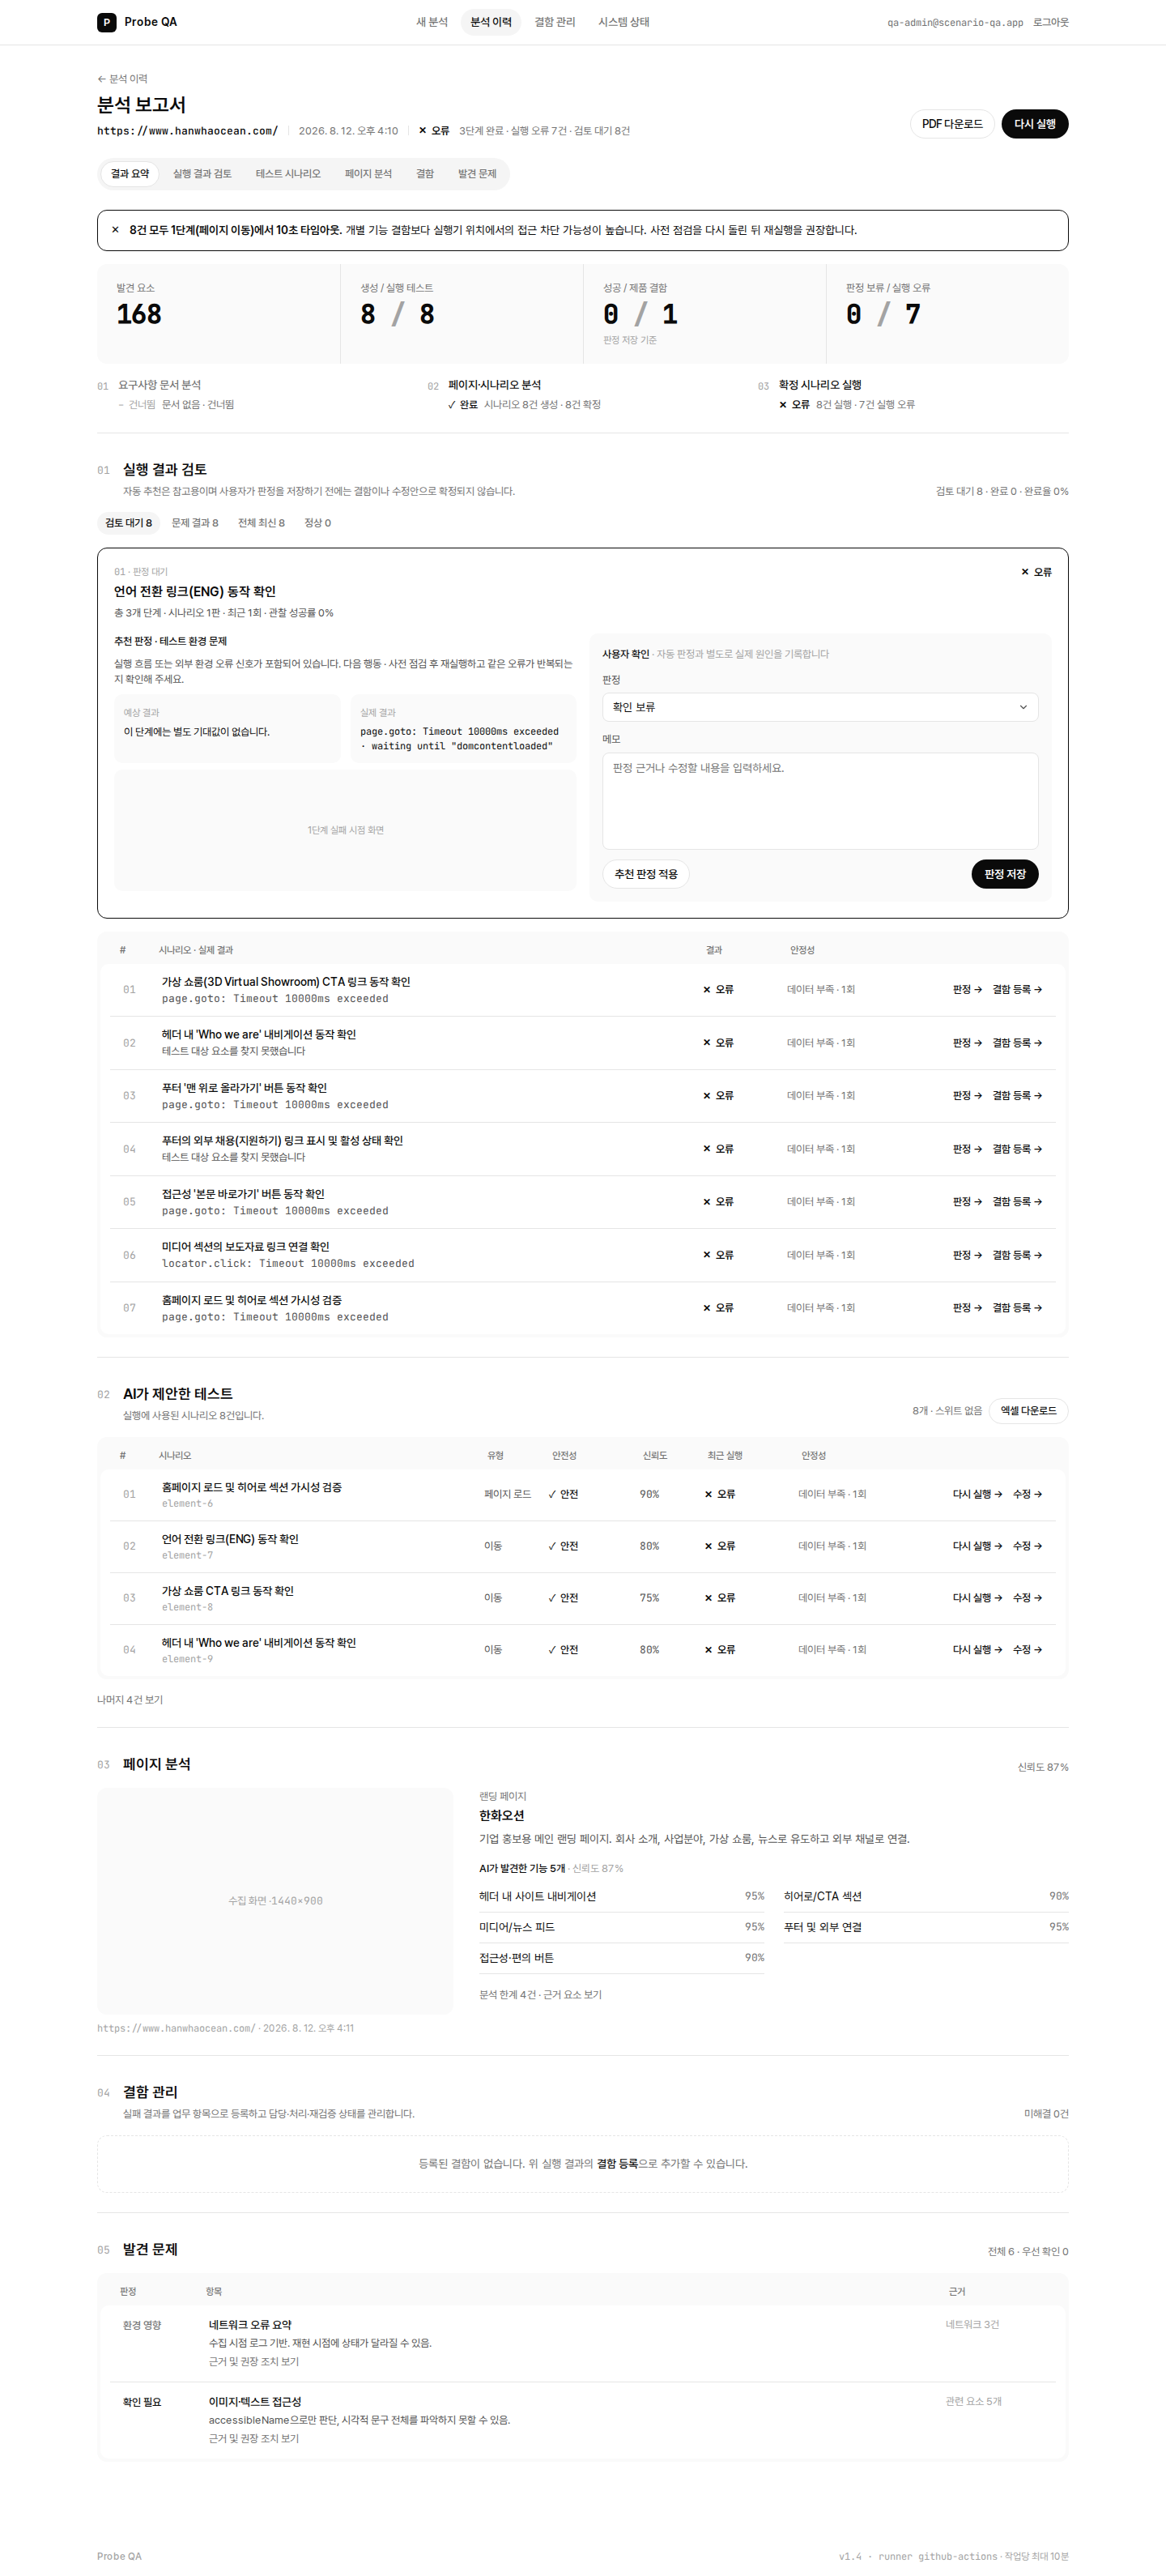 P Probe QA 새 분석 분석 이력 결함 관리 시스템 상태 qa-admin@scenario-qa.app 로그아웃
← 분석 이력
분석 보고서
https://www.hanwhaocean.com/ 2026. 8. 12. 오후 4:10 ✕ 오류 3단계 완료 · 실행 오류 7건 · 검토 대기 8건 PDF 다운로드 다시 실행
결과 요약 실행 결과 검토 테스트 시나리오 페이지 분석 결함 발견 문제
✕ 8건 모두 1단계(페이지 이동)에서 10초 타임아웃. 개별 기능 결함보다 실행기 위치에서의 접근 차단 가능성이 높습니다. 사전 점검을 다시 돌린 뒤 재실행을 권장합니다.
발견 요소 생성 / 실행 테스트 성공 / 제품 결함 판정 보류 / 실행 오류
168 8 / 8 0 / 1 0 / 7
판정 저장 기준
01 요구사항 문서 분석 02 페이지·시나리오 분석 03 확정 시나리오 실행
– 건너뜀 문서 없음 · 건너뜀 ✓ 완료 시나리오 8건 생성 · 8건 확정 ✕ 오류 8건 실행 · 7건 실행 오류
01 실행 결과 검토
자동 추천은 참고용이며 사용자가 판정을 저장하기 전에는 결함이나 수정안으로 확정되지 않습니다. 검토 대기 8 · 완료 0 · 완료율 0%
검토 대기 8 문제 결과 8 전체 최신 8 정상 0
01 · 판정 대기 ✕ 오류
언어 전환 링크(ENG) 동작 확인
총 3개 단계 · 시나리오 1판 · 최근 1회 · 관찰 성공률 0%
추천 판정 · 테스트 환경 문제
실행 흐름 또는 외부 환경 오류 신호가 포함되어 있습니다. 다음 행동 · 사전 점검 후 재실행하고 같은 오류가 반복되는
지 확인해 주세요.
예상 결과
이 단계에는 별도 기대값이 없습니다.
실제 결과
page.goto: Timeout 10000ms exceeded
· waiting until "domcontentloaded"
1단계 실패 시점 화면
사용자 확인 · 자동 판정과 별도로 실제 원인을 기록합니다
판정
확인 보류
메모
판정 근거나 수정할 내용을 입력하세요.
추천 판정 적용 판정 저장
# 시나리오 · 실제 결과 결과 안정성
01 가상 쇼룸(3D Virtual Showroom) CTA 링크 동작 확인 ✕ 오류 데이터 부족 · 1회 판정 → 결함 등록 →
page.goto: Timeout 10000ms exceeded
02 헤더 내 'Who we are' 내비게이션 동작 확인 ✕ 오류 데이터 부족 · 1회 판정 → 결함 등록 →
테스트 대상 요소를 찾지 못했습니다
03 푸터 '맨 위로 올라가기' 버튼 동작 확인 ✕ 오류 데이터 부족 · 1회 판정 → 결함 등록 →
page.goto: Timeout 10000ms exceeded
04 푸터의 외부 채용(지원하기) 링크 표시 및 활성 상태 확인 ✕ 오류 데이터 부족 · 1회 판정 → 결함 등록 →
테스트 대상 요소를 찾지 못했습니다
05 접근성 '본문 바로가기' 버튼 동작 확인 ✕ 오류 데이터 부족 · 1회 판정 → 결함 등록 →
page.goto: Timeout 10000ms exceeded
06 미디어 섹션의 보도자료 링크 연결 확인 ✕ 오류 데이터 부족 · 1회 판정 → 결함 등록 →
locator.click: Timeout 10000ms exceeded
07 홈페이지 로드 및 히어로 섹션 가시성 검증 ✕ 오류 데이터 부족 · 1회 판정 → 결함 등록 →
page.goto: Timeout 10000ms exceeded
02 AI가 제안한 테스트
실행에 사용된 시나리오 8건입니다. 8개 · 스위트 없음 엑셀 다운로드
# 시나리오 유형 안전성 신뢰도 최근 실행 안정성
01 홈페이지 로드 및 히어로 섹션 가시성 검증 페이지 로드 ✓ 안전 90% ✕ 오류 데이터 부족 · 1회 다시 실행 → 수정 →
element-6
02 언어 전환 링크(ENG) 동작 확인 이동 ✓ 안전 80% ✕ 오류 데이터 부족 · 1회 다시 실행 → 수정 →
element-7
03 가상 쇼룸 CTA 링크 동작 확인 이동 ✓ 안전 75% ✕ 오류 데이터 부족 · 1회 다시 실행 → 수정 →
element-8
04 헤더 내 'Who we are' 내비게이션 동작 확인 이동 ✓ 안전 80% ✕ 오류 데이터 부족 · 1회 다시 실행 → 수정 →
element-9
나머지 4건 보기
03 페이지 분석 신뢰도 87%
수집 화면 ·1440×900
https://www.hanwhaocean.com/ · 2026. 8. 12. 오후 4:11
랜딩 페이지
한화오션
기업 홍보용 메인 랜딩 페이지. 회사 소개, 사업분야, 가상 쇼룸, 뉴스로 유도하고 외부 채널로 연결.
AI가 발견한 기능 5개 · 신뢰도 87%
헤더 내 사이트 내비게이션 95% 히어로/CTA 섹션 90%
미디어/뉴스 피드 95% 푸터 및 외부 연결 95%
접근성·편의 버튼 90%
분석 한계 4건 · 근거 요소 보기
04 결함 관리
실패 결과를 업무 항목으로 등록하고 담당·처리·재검증 상태를 관리합니다. 미해결 0건
등록된 결함이 없습니다. 위 실행 결과의 결함 등록으로 추가할 수 있습니다.
05 발견 문제 전체 6 · 우선 확인 0
판정 항목 근거
환경 영향 네트워크 오류 요약 네트워크 3건
수집 시점 로그 기반. 재현 시점에 상태가 달라질 수 있음.
근거 및 권장 조치 보기
확인 필요 이미지·텍스트 접근성 관련 요소 5개
accessibleName으로만 판단, 시각적 문구 전체를 파악하지 못할 수 있음.
근거 및 권장 조치 보기
Probe QA v1.4 · runner github-actions · 작업당 최대 10분